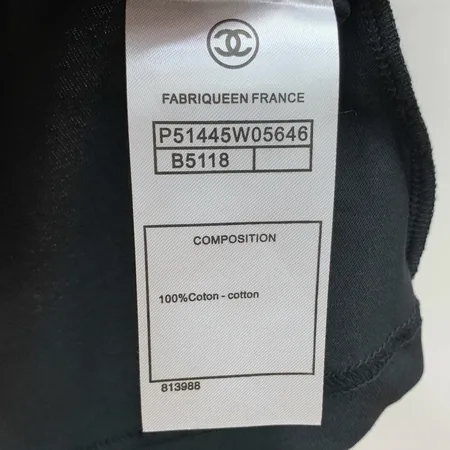 FABRIQUEEN FRANCE
P51445W05646
B5118
COMPOSITION
100%Coton - cotton
813988